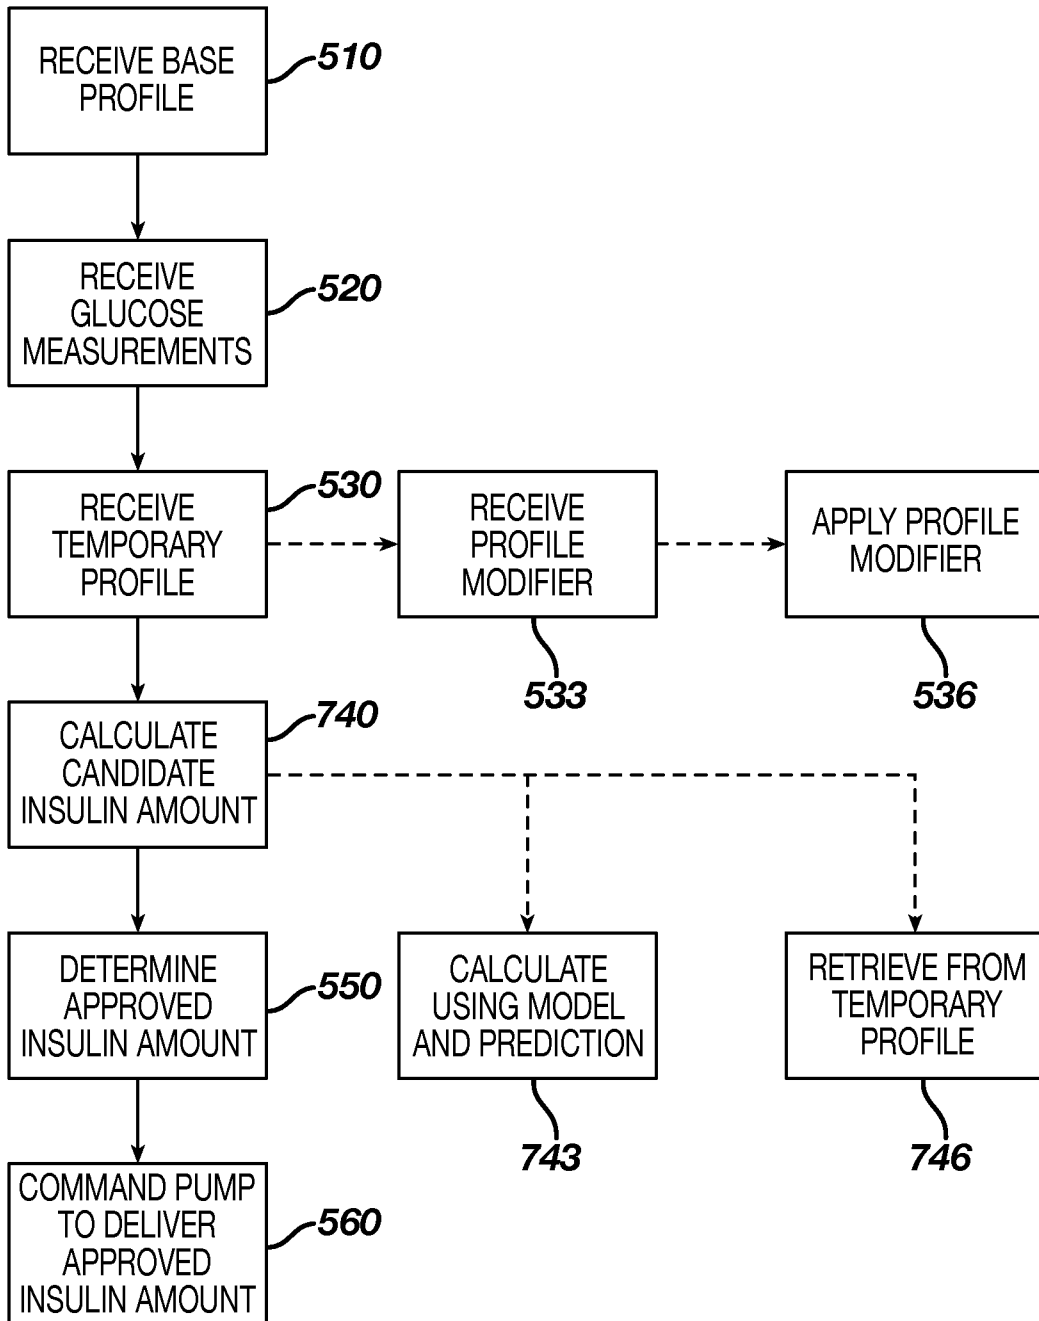 RECEIVE BASE
PROFILE
510
RECEIVE
GLUCOSE
MEASUREMENTS
520
RECEIVE
TEMPORARY
PROFILE
530
RECEIVE
PROFILE
MODIFIER
533
APPLY PROFILE
MODIFIER
536
CALCULATE
CANDIDATE
INSULIN AMOUNT
740
DETERMINE
APPROVED
INSULIN AMOUNT
550
CALCULATE
USING MODEL
AND PREDICTION
743
RETRIEVE FROM
TEMPORARY
PROFILE
746
COMMAND PUMP
TO DELIVER
APPROVED
INSULIN AMOUNT
560